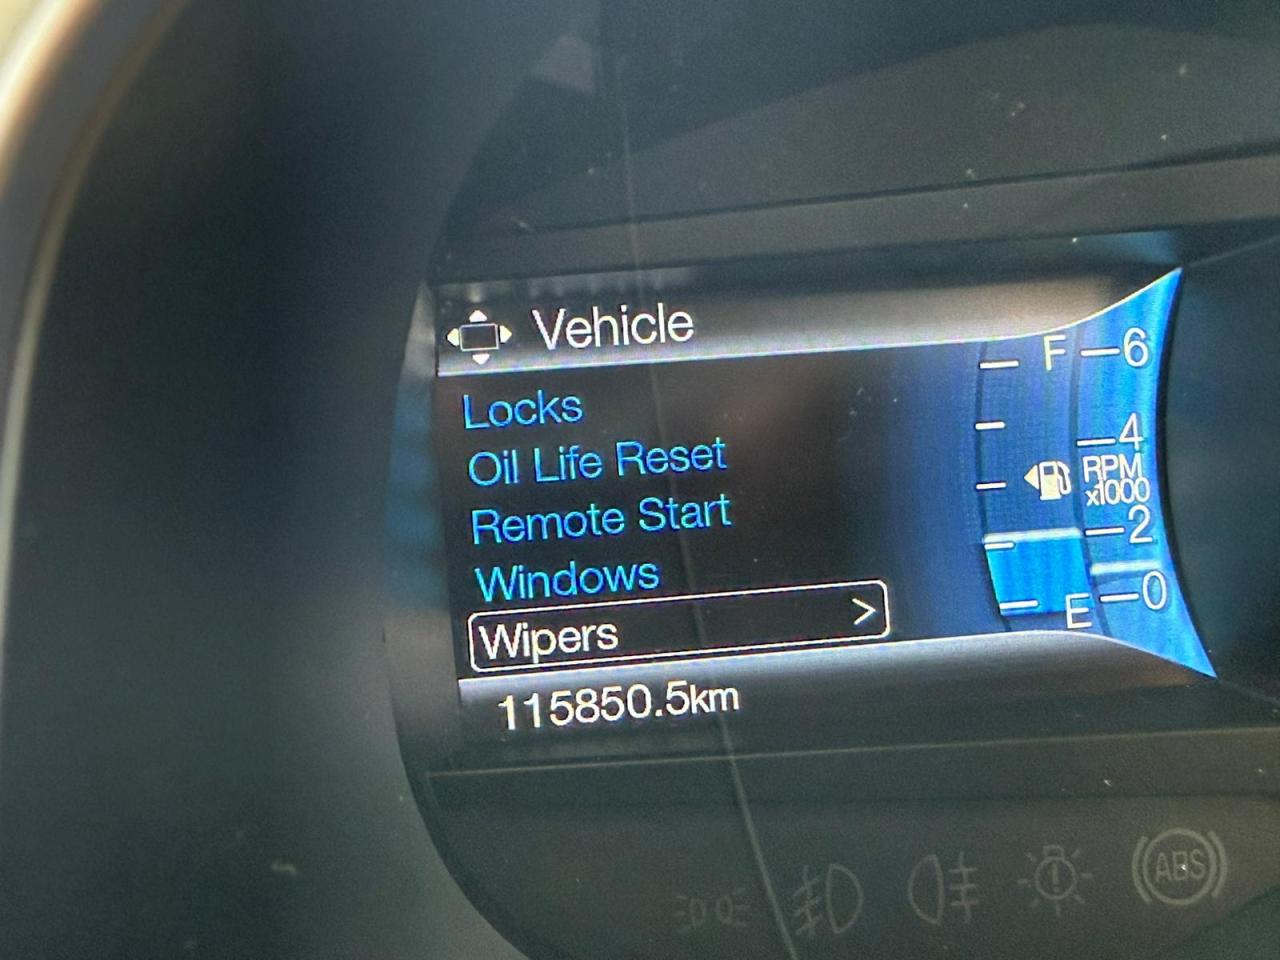 Vehicle
Locks
Oil Life Reset
Remote Start
Windows
Wipers >
115850.5km
F
E
6
4
RPM
x1000
2
0
ABS